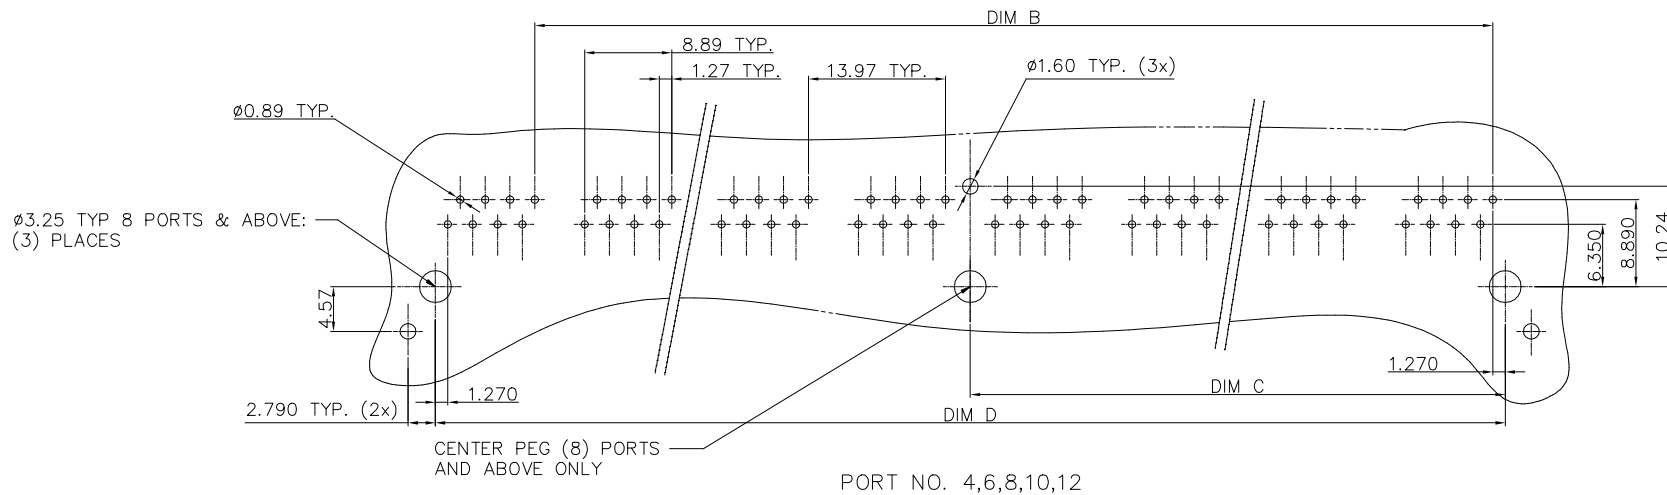 DIM B
8.89 TYP.
1.27 TYP.
13.97 TYP.
ø1.60 TYP. (3x)
ø0.89 TYP.
ø3.25 TYP 8 PORTS & ABOVE:
(3) PLACES
6.350
8.890
10.24
4.57
1.270
1.270
DIM C
2.790 TYP. (2x)
DIM D
CENTER PEG (8) PORTS
AND ABOVE ONLY
PORT NO. 4,6,8,10,12